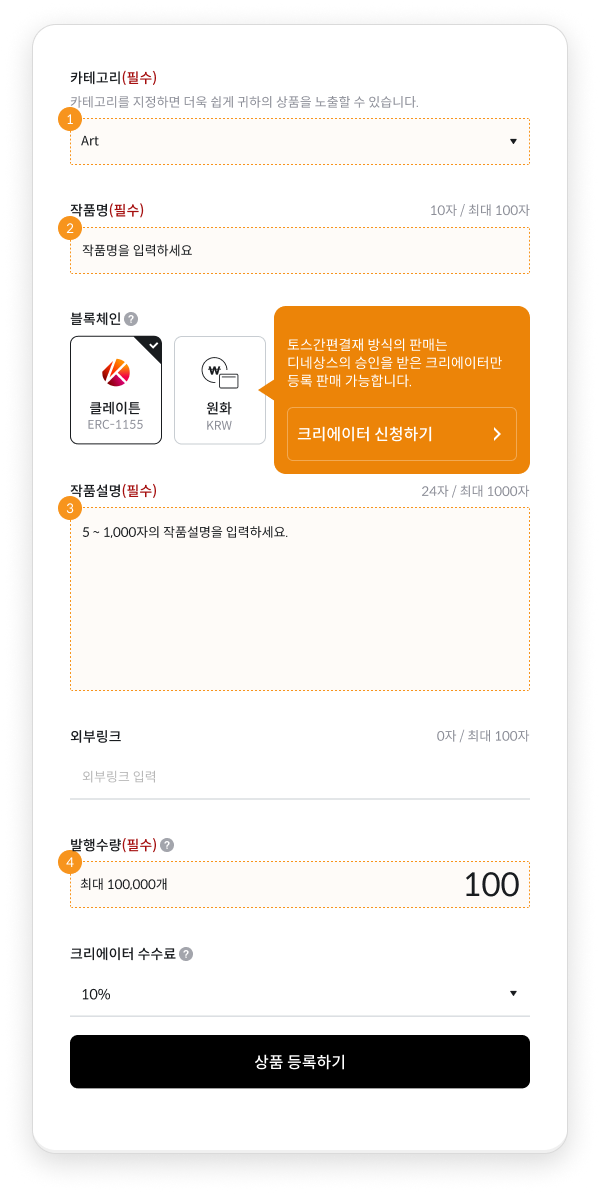 카테고리(필수)
카테고리를 지정하면 더욱 쉽게 귀하의 상품을 노출할 수 있습니다.
1
Art
작품명(필수) 10자 / 최대 100자
2
작품명을 입력하세요
블록체인 ?
클레이튼
ERC-1155
₩
원화
KRW
토스간편결재 방식의 판매는
디네상스의 승인을 받은 크리에이터만
등록 판매 가능합니다.
크리에이터 신청하기
작품설명(필수) 24자 / 최대 1000자
3
5 ~ 1,000자의 작품설명을 입력하세요.
외부링크 0자 / 최대 100자
외부링크 입력
발행수량(필수) ?
4
최대 100,000개 100
크리에이터 수수료 ?
10%
상품 등록하기